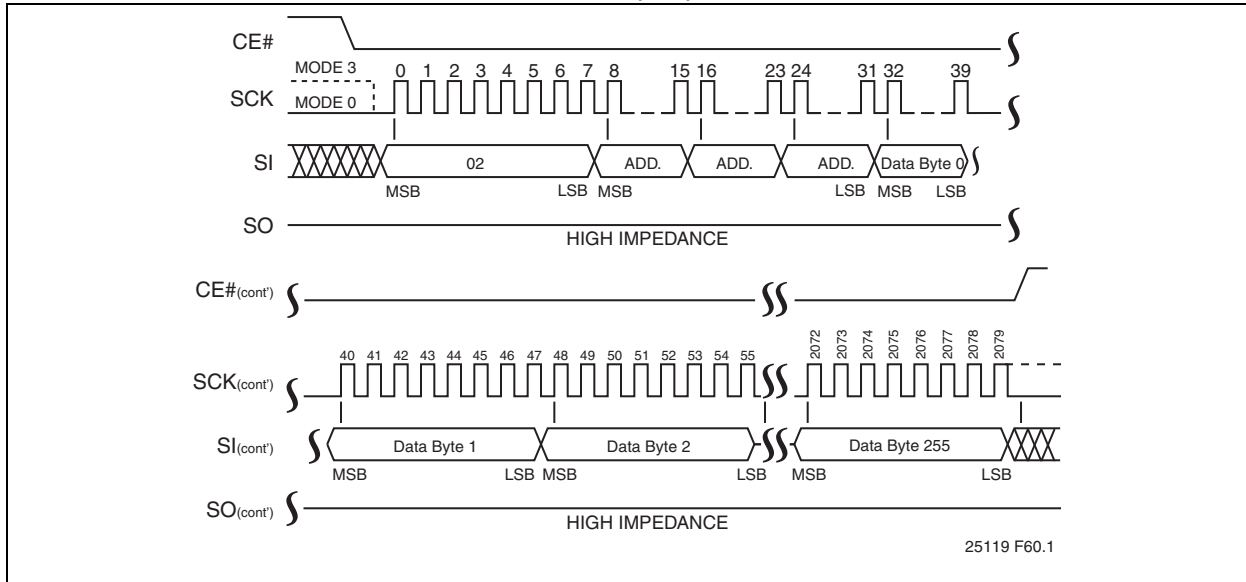 CE#
MODE 3
0 1 2 3 4 5 6 7 8 15 16 23 24 31 32 39
SCK
MODE 0
SI
02 ADD. ADD. ADD. Data Byte 0
MSB LSB MSB LSB MSB LSB
SO
HIGH IMPEDANCE
CE#(cont')
40 41 42 43 44 45 46 47 48 49 50 51 52 53 54 55 2072 2073 2074 2075 2076 2077 2078 2079
SCK(cont')
SI(cont')
Data Byte 1 Data Byte 2 Data Byte 255
MSB LSB MSB LSB MSB LSB
SO(cont')
HIGH IMPEDANCE
25119 F60.1